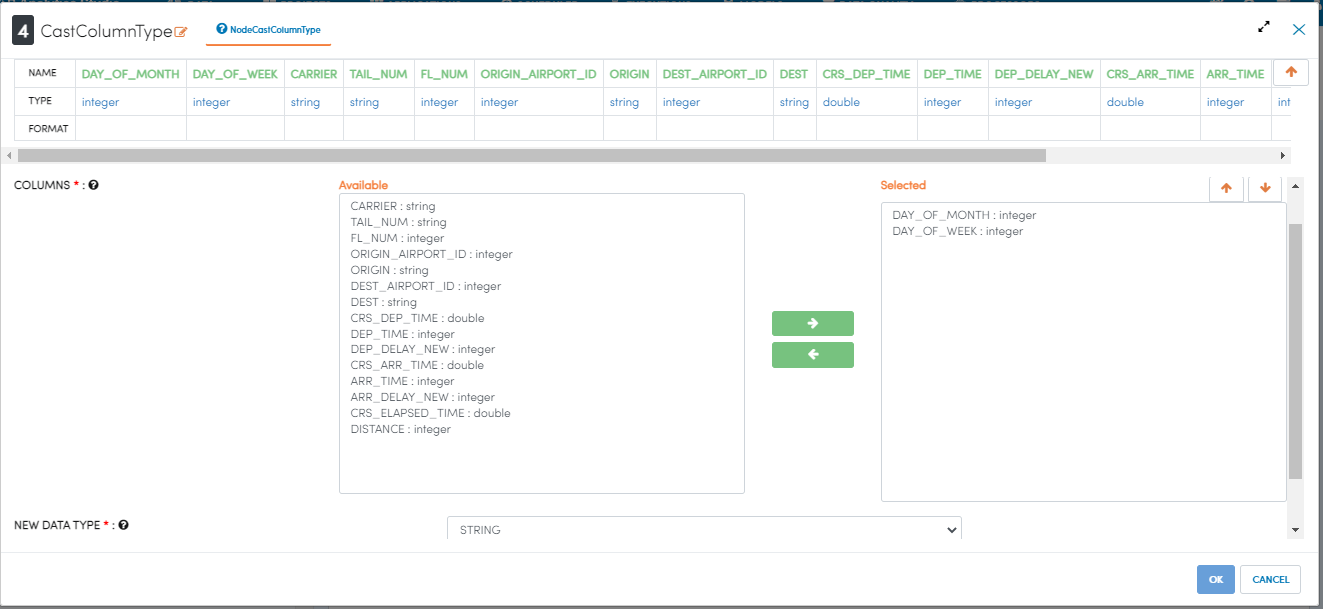 4 CastColumnType NodeCastColumnType
NAME DAY_OF_MONTH DAY_OF_WEEK CARRIER TAIL_NUM FL_NUM ORIGIN_AIRPORT_ID ORIGIN DEST_AIRPORT_ID DEST CRS_DEP_TIME DEP_TIME DEP_DELAY_NEW CRS_ARR_TIME ARR_TIME
TYPE integer integer string string integer integer string integer string double integer integer double integer int
FORMAT
COLUMNS * : Available Selected
CARRIER : string
TAIL_NUM : string
FL_NUM : integer
ORIGIN_AIRPORT_ID : integer
ORIGIN : string
DEST_AIRPORT_ID : integer
DEST : string
CRS_DEP_TIME : double
DEP_TIME : integer
DEP_DELAY_NEW : integer
CRS_ARR_TIME : double
ARR_TIME : integer
ARR_DELAY_NEW : integer
CRS_ELAPSED_TIME : double
DISTANCE : integer
DAY_OF_MONTH : integer
DAY_OF_WEEK : integer
NEW DATA TYPE * : STRING
OK CANCEL